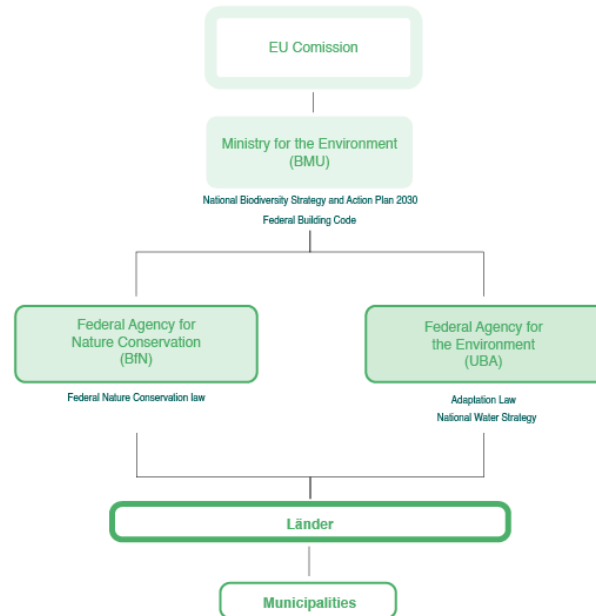 EU Comission
Ministry for the Environment
(BMU)
National Biodiversity Strategy and Action Plan 2030
Federal Building Code
Federal Agency for
Nature Conservation
(BfN)
Federal Nature Conservation law
Federal Agency for
the Environment
(UBA)
Adaptation Law
National Water Strategy
Länder
Municipalities